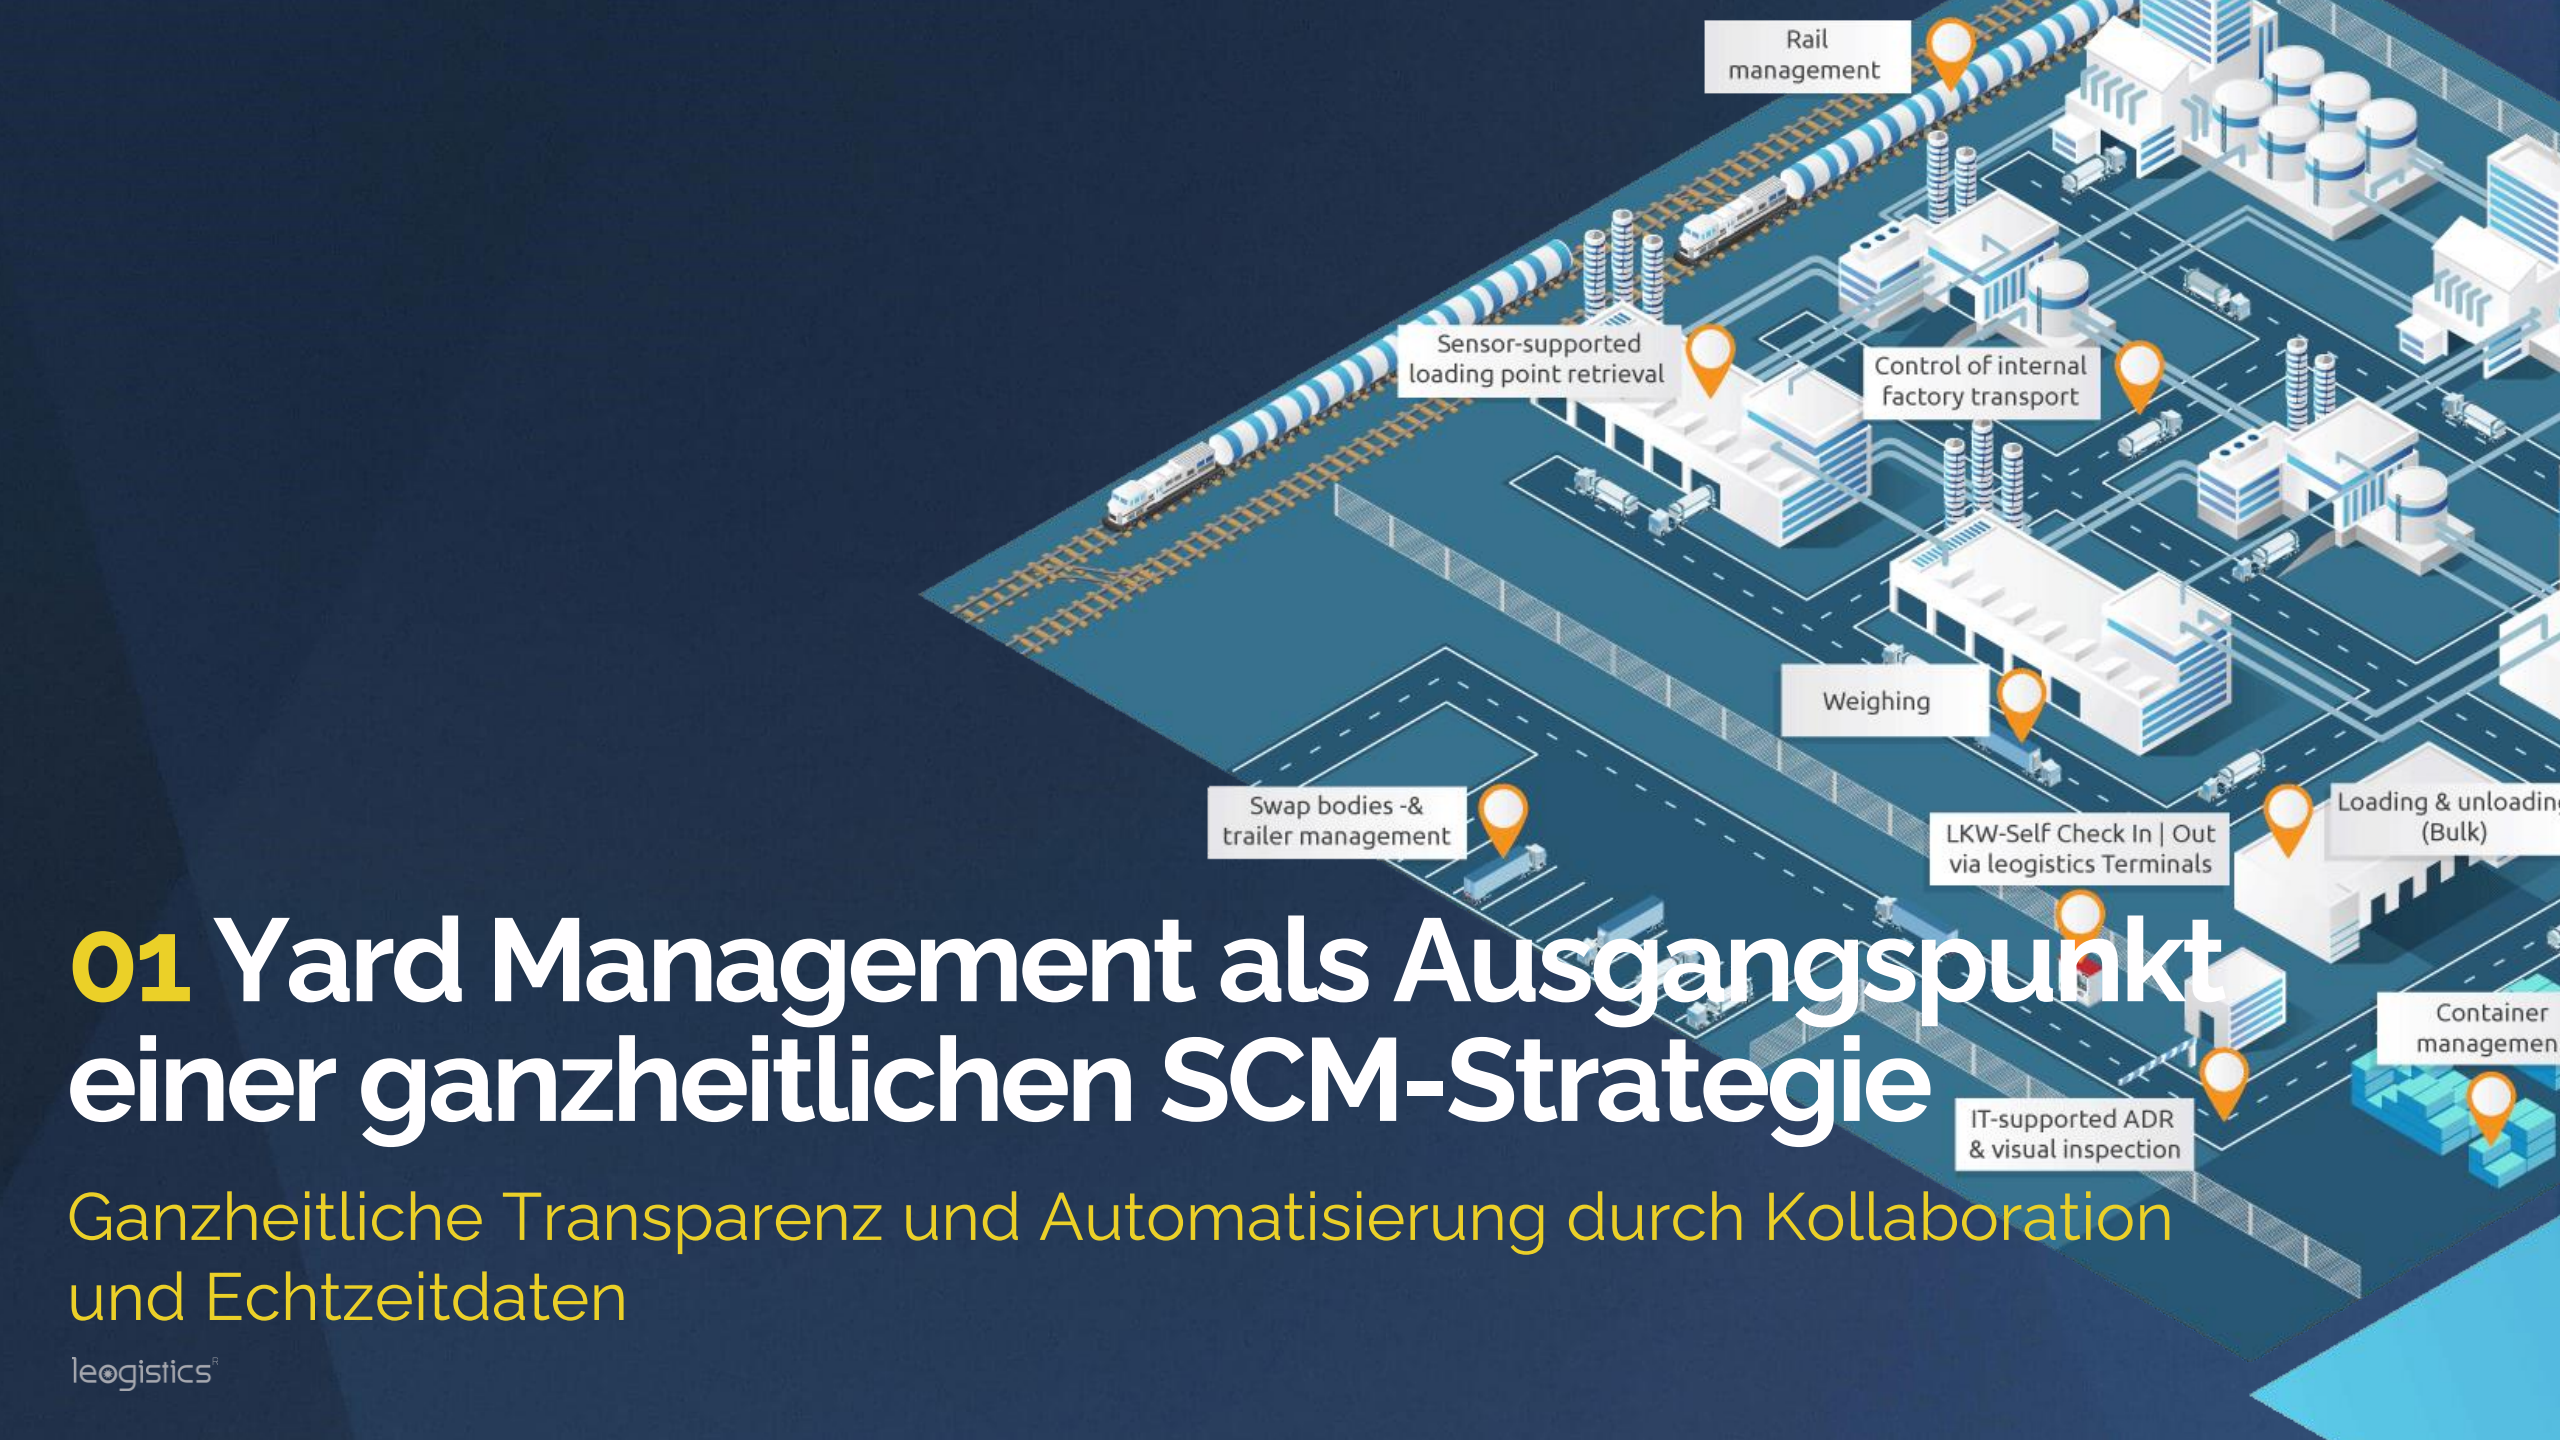 Rail
management
Sensor-supported
loading point retrieval
Control of internal
factory transport
Weighing
Swap bodies -&
trailer management
LKW-Self Check In | Out
via leogistics Terminals
Loading & unloading
(Bulk)
01 Yard Management als Ausgangspunkt
einer ganzheitlichen SCM-Strategie
Container
managemen
IT-supported ADR
& visual inspection
Ganzheitliche Transparenz und Automatisierung durch Kollaboration
und Echtzeitdaten
leogistics R